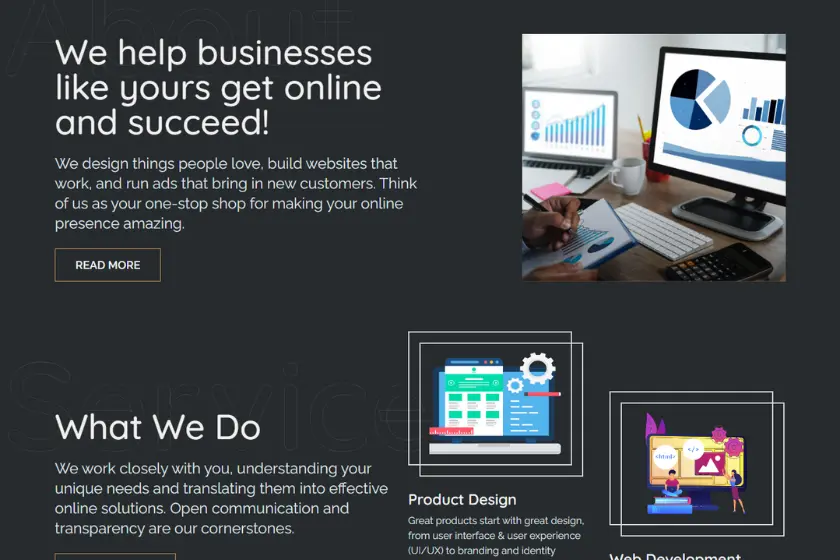 About
We help businesses
like yours get online
and succeed!
We design things people love, build websites that
work, and run ads that bring in new customers. Think
of us as your one-stop shop for making your online
presence amazing.
READ MORE
Service
What We Do
We work closely with you, understanding your
unique needs and translating them into effective
online solutions. Open communication and
transparency are our cornerstones.
<html>
</>
Product Design
Great products start with great design,
from user interface & user experience
(UI/UX) to branding and identity
Web Development